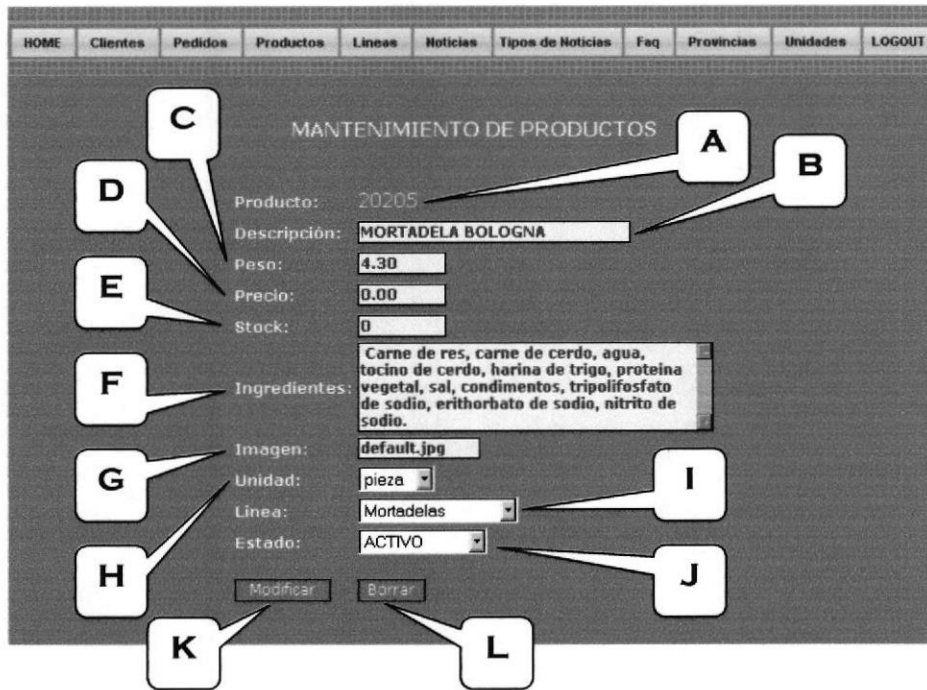 HOME Clientes Pedidos Productos Lineas Noticias Tipos de Noticias Faq Provincias Unidades LOGOUT
MANTENIMIENTO DE PRODUCTOS
C
A
B
D
E
F
G
H
I
J
K
L
Producto: 20205
Descripción: MORTADELA BOLOGNA
Peso: 4.30
Precio: 0.00
Stock: 0
Ingredientes: Carne de res, carne de cerdo, agua,
tocino de cerdo, harina de trigo, proteina
vegetal, sal, condimentos, tripolifosfato
de sodio, erithorbato de sodio, nitrito de
sodio.
Imagen: default.jpg
Unidad: pieza
Linea: Mortadelas
Estado: ACTIVO
Modificar Borrar